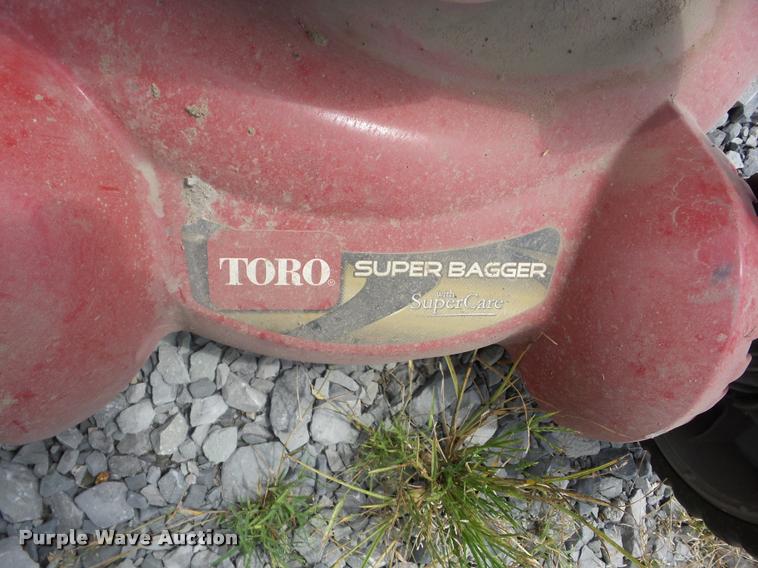 TORO®
SUPER BAGGER
with
SuperCare
Purple Wave Auction